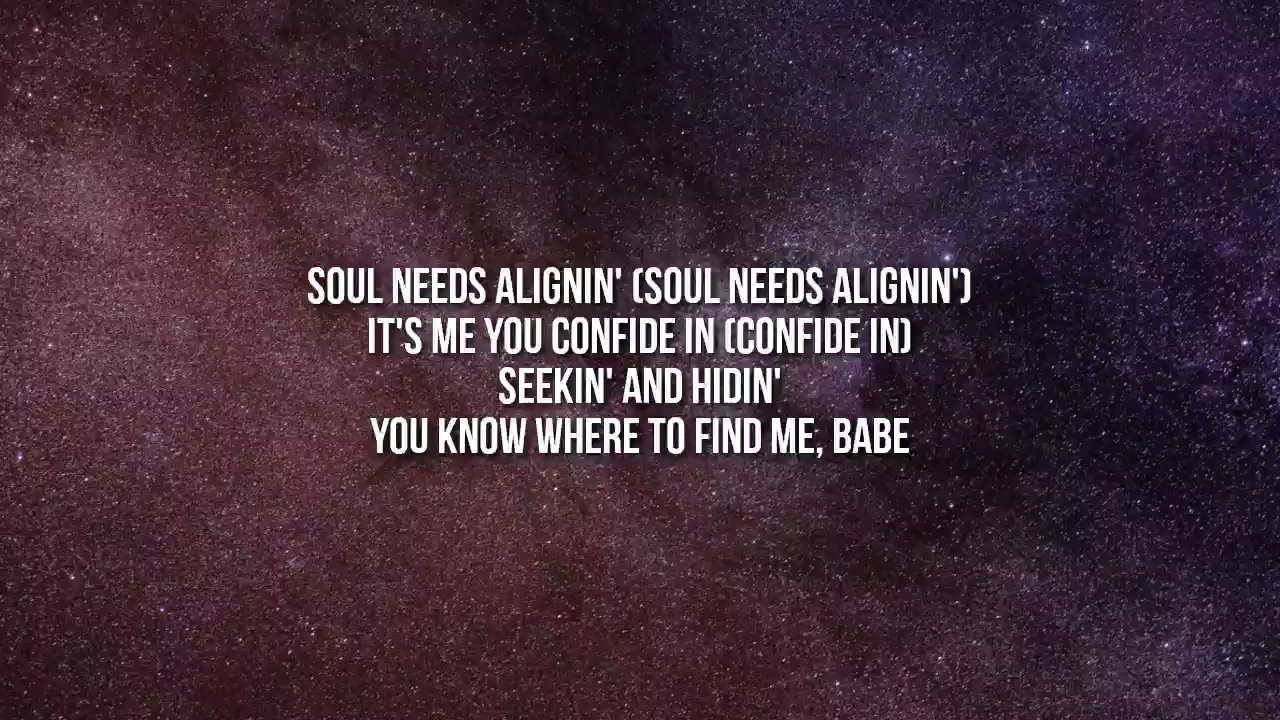 SOUL NEEDS ALIGNIN' (SOUL NEEDS ALIGNIN')
IT'S ME YOU CONFIDE IN (CONFIDE IN)
SEEKIN' AND HIDIN'
YOU KNOW WHERE TO FIND ME, BABE